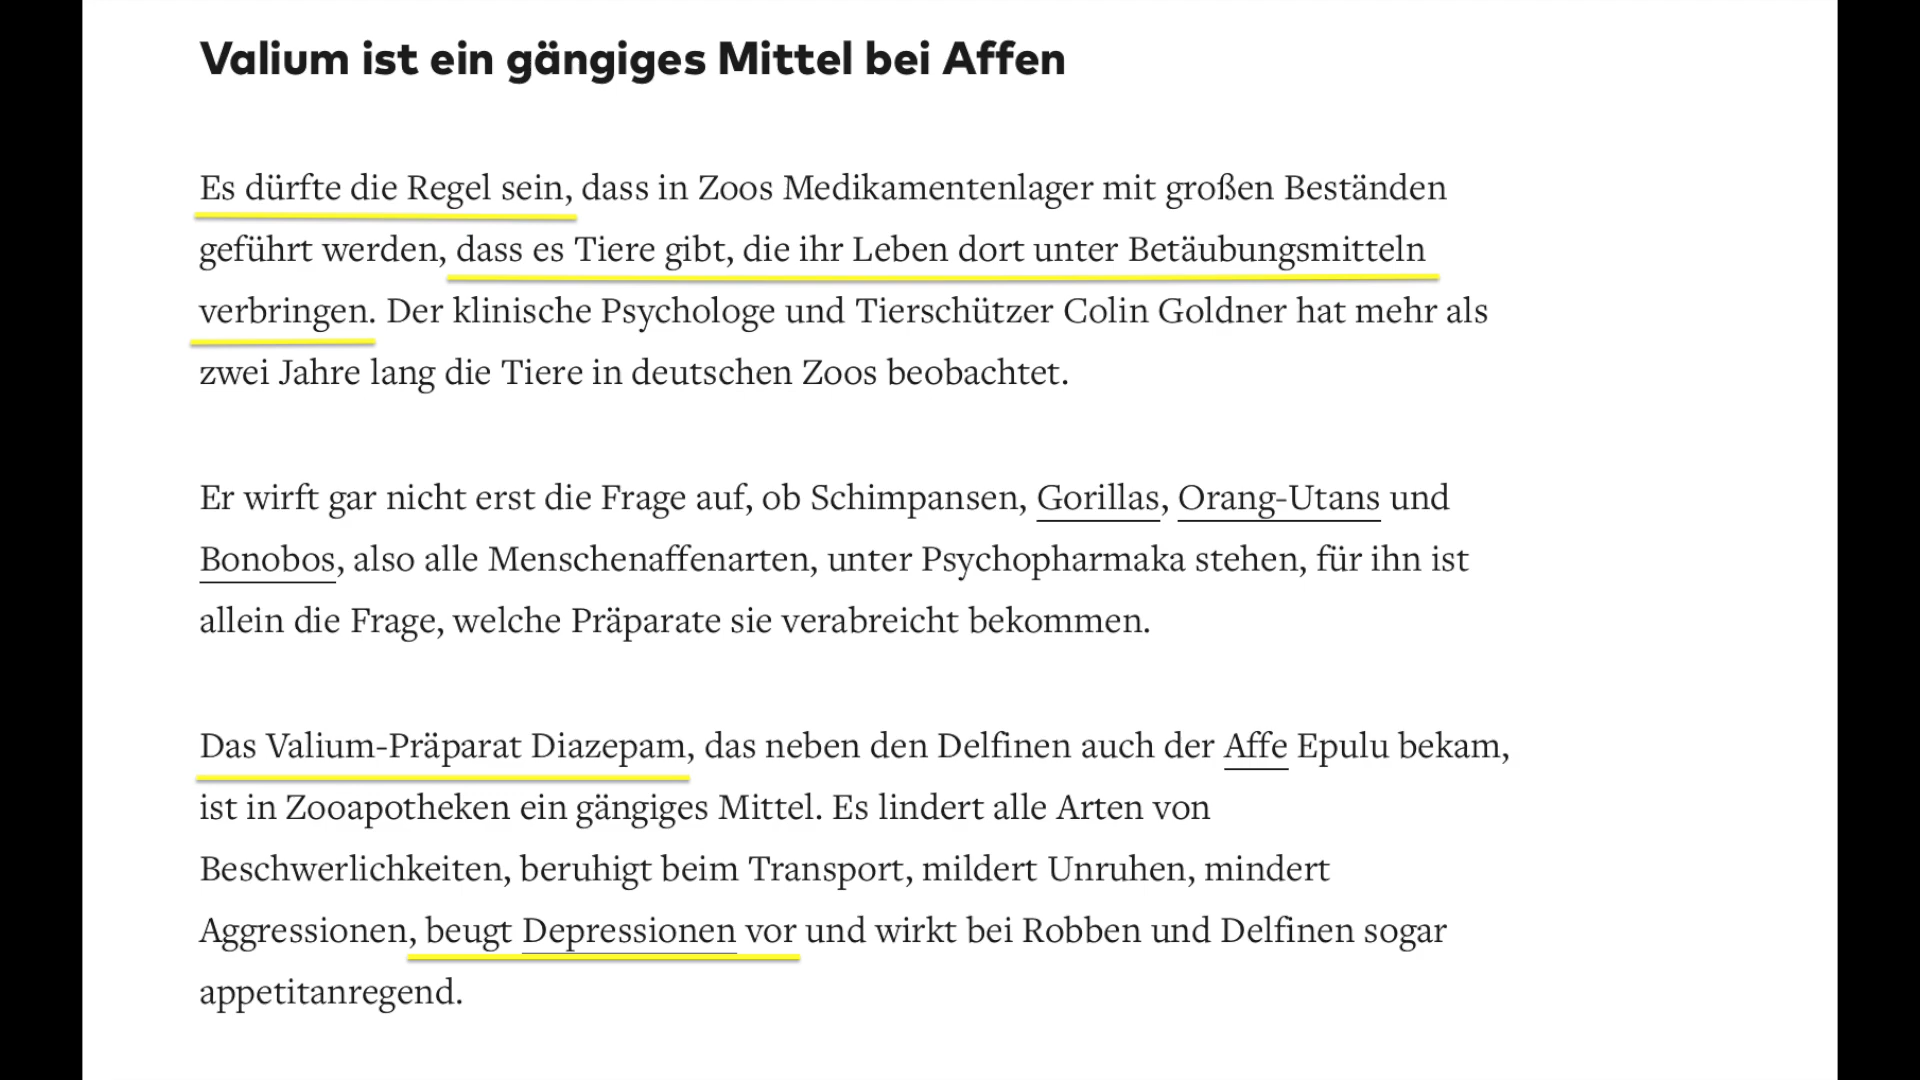 Valium ist ein gängiges Mittel bei Affen
Es dürfte die Regel sein, dass in Zoos Medikamentenlager mit großen Beständen
geführt werden, dass es Tiere gibt, die ihr Leben dort unter Betäubungsmitteln
verbringen. Der klinische Psychologe und Tierschützer Colin Goldner hat mehr als
zwei Jahre lang die Tiere in deutschen Zoos beobachtet.
Er wirft gar nicht erst die Frage auf, ob Schimpansen, Gorillas, Orang-Utans und
Bonobos, also alle Menschenaffenarten, unter Psychopharmaka stehen, für ihn ist
allein die Frage, welche Präparate sie verabreicht bekommen.
Das Valium-Präparat Diazepam, das neben den Delfinen auch der Affe Epulu bekam,
ist in Zooapotheken ein gängiges Mittel. Es lindert alle Arten von
Beschwerlichkeiten, beruhigt beim Transport, mildert Unruhen, mindert
Aggressionen, beugt Depressionen vor und wirkt bei Robben und Delfinen sogar
appetitanregend.